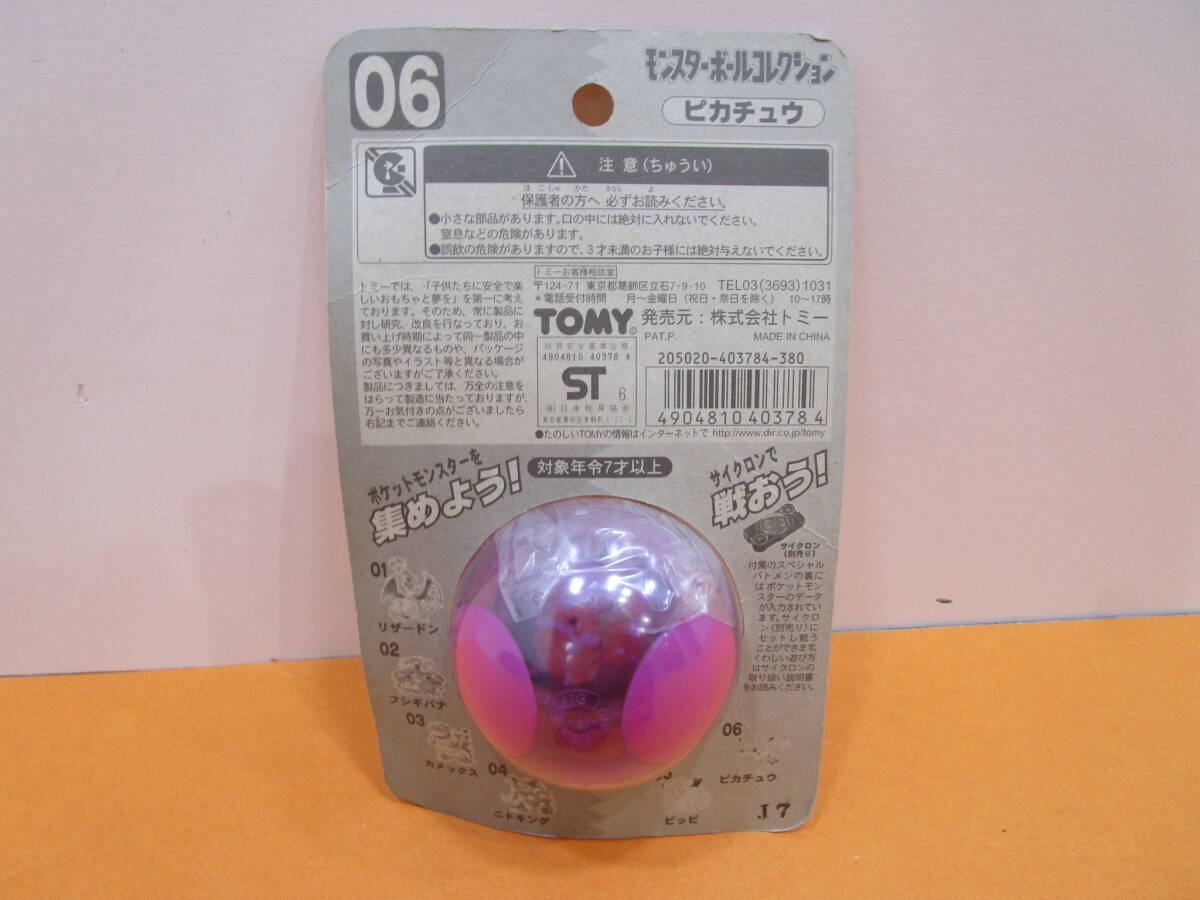 06
モンスターボールコレクション
ピカチュウ
注意(ちゅうい)
ほごしゃ かた かなら よ
保護者の方へ 必ずお読みください。
●小さな部品があります。口の中には絶対に入れないでください。
窒息などの危険があります。
●誤飲の危険がありますので、3才未満のお子様には絶対与えないでください。
トミーでは、「子供たちに安全で楽
しいおもちゃと夢を」を第一に考え
ております。そのため、常に製品に
対し研究、改良を行なっており、お
買い上げ時期によって同一製品の中
にも多少異なるものや、パッケージ
の写真やイラスト等と異なる場合が
ございますがご了承ください。
製品につきましては、万全の注意を
はらって製造に当たっておりますが、
万一お気付きの点がございましたら
右記までご連絡ください。
トミーお客様相談室
〒124-71 東京都葛飾区立石7-9-10 TEL03(3693)1031
*電話受付時間 月〜金曜日(祝日・祭日を除く) 10〜17時
TOMY® 発売元:株式会社トミー
PAT.P. MADE IN CHINA
玩具安全基準合格
4904810 40378 4
ST 6
(社)日本玩具協会
205020-403784-380
4904810403784
●たのしいTOMYの情報はインターネットで http://www.dir.co.jp/tomy
対象年令7才以上
ポケットモンスターを
集めよう!
サイクロンで
戦おう!
サイクロン
(別売り)
付属のスペシャル
バトメンの裏に
はポケットモン
スターのデータ
が入力されてい
ます。サイクロ
ン(別売り)に
セットし戦う
ことができます。
くわしい遊び方
はサイクロンの
取り扱い説明書
をお読みください。
01
リザードン
02
フシギバナ
03
カメックス
04
ニドキング
ピッピ
06
ピカチュウ
J7